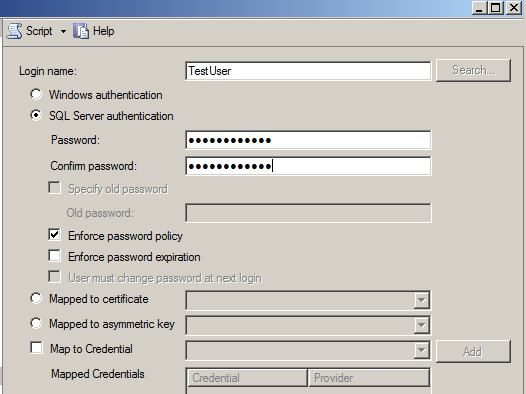 Script Help
Login name: TestUser Search...
Windows authentication
SQL Server authentication
Password: ●●●●●●●●●●●●
Confirm password: ●●●●●●●●●●●●
Specify old password
Old password:
Enforce password policy
Enforce password expiration
User must change password at next login
Mapped to certificate
Mapped to asymmetric key
Map to Credential Add
Mapped Credentials Credential Provider